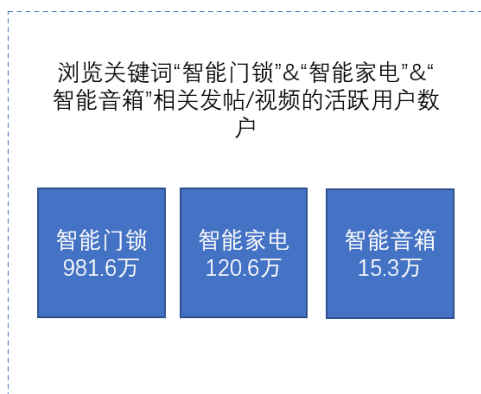 浏览关键词“智能门锁”&“智能家电”&“
智能音箱”相关发帖/视频的活跃用户数
户
智能门锁
981.6万
智能家电
120.6万
智能音箱
15.3万